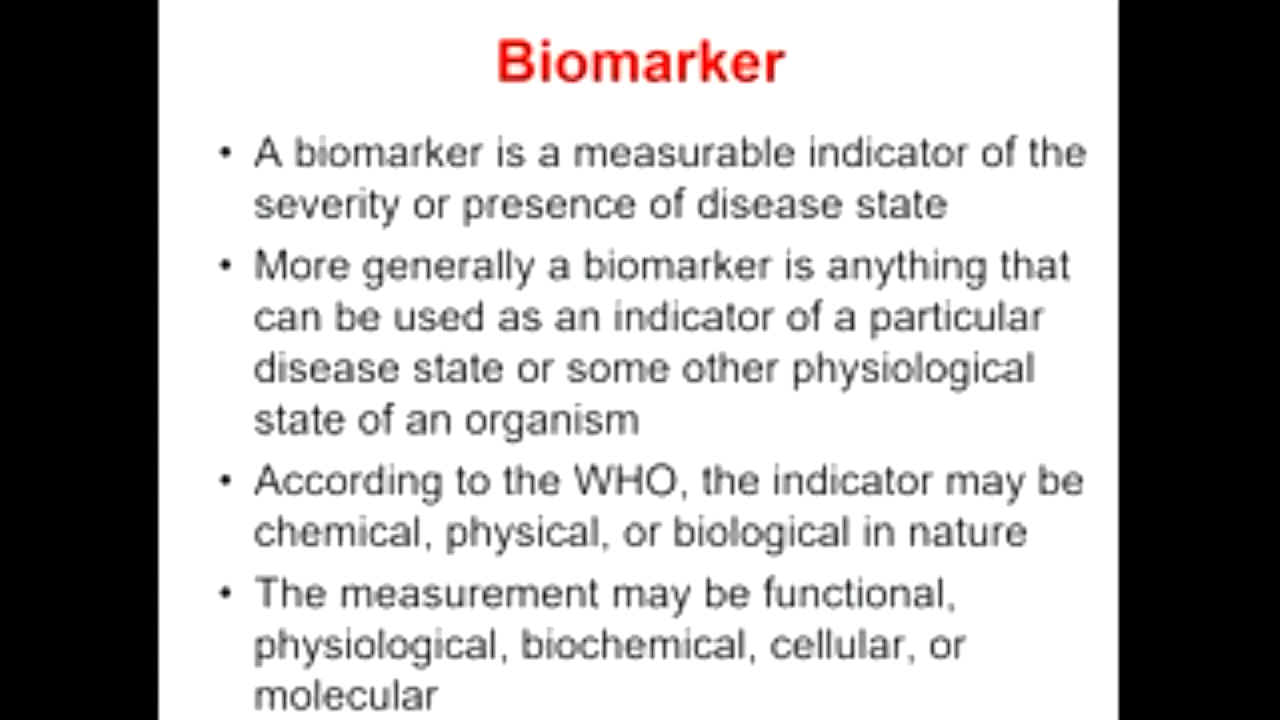 Biomarker
• A biomarker is a measurable indicator of the
severity or presence of disease state
• More generally a biomarker is anything that
can be used as an indicator of a particular
disease state or some other physiological
state of an organism
• According to the WHO, the indicator may be
chemical, physical, or biological in nature
• The measurement may be functional,
physiological, biochemical, cellular, or
molecular